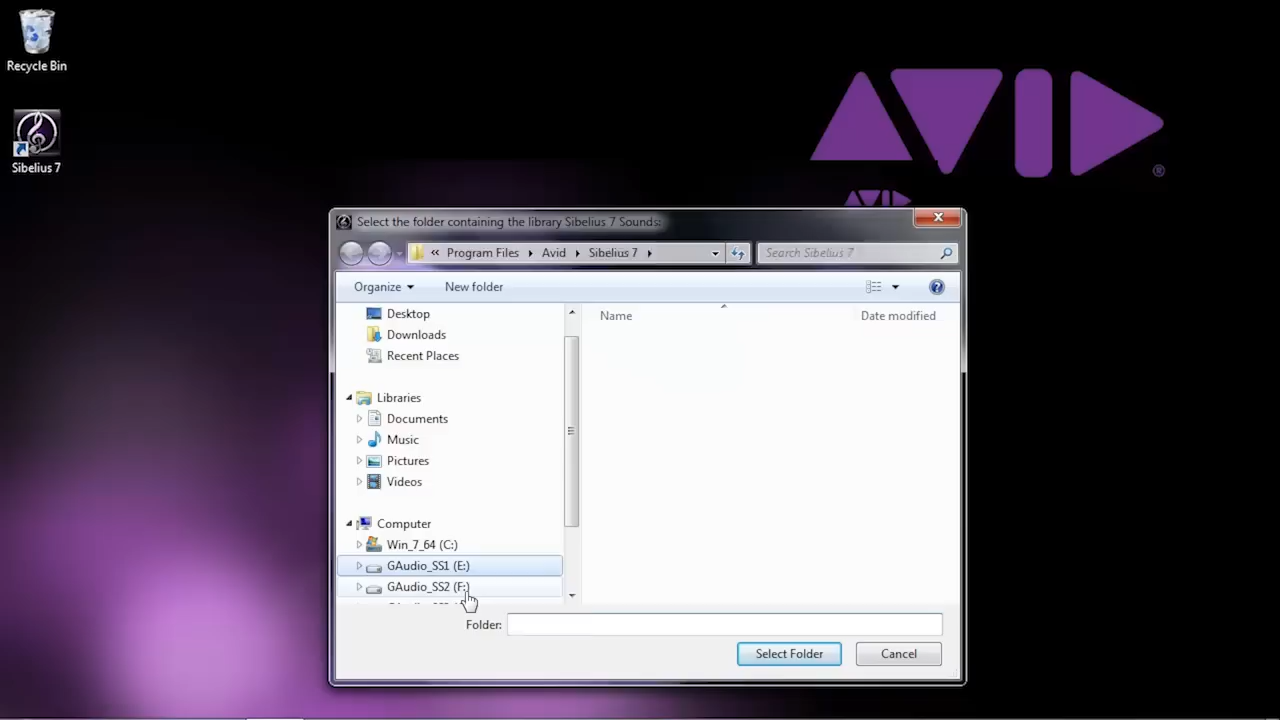 Recycle Bin
AVID
®
Sibelius 7
AVID
Select the folder containing the library Sibelius 7 Sounds:
« Program Files Avid Sibelius 7
Search Sibelius 7
Organize New folder
Name Date modified
Desktop
Downloads
Recent Places
Libraries
Documents
Music
Pictures
Videos
Computer
Win_7_64 (C:)
GAudio_SS1 (E:)
GAudio_SS2 (F:)
Folder:
Select Folder Cancel